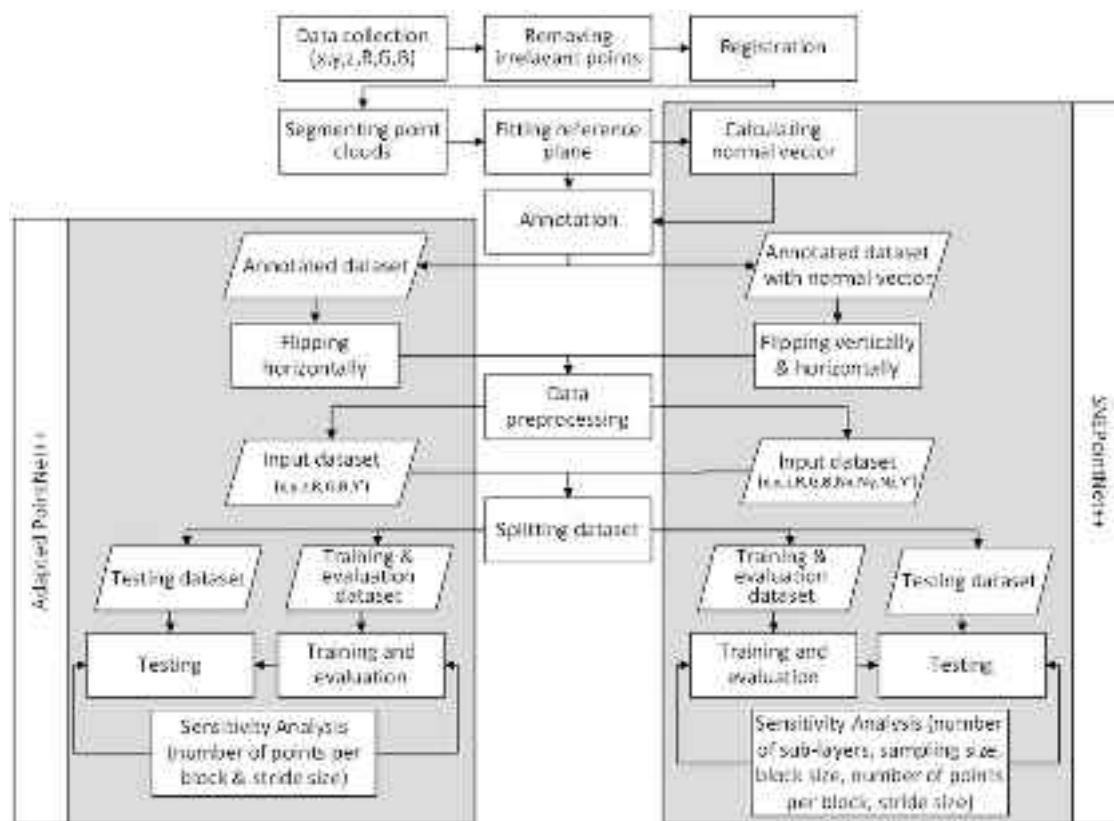 Data collection
(x,y,z,R,G,B)
Removing
irrelavant points
Registration
Segmenting point
clouds
Fitting reference
plane
Calculating
normal vector
Annotation
Annotated dataset
Annotated dataset
with normal vector
Flipping
horizontally
Flipping vertically
& horizontally
Data
preprocessing
Input dataset
(x,y,z,R,G,B,Y')
Input dataset
(x,y,z,R,G,B,Nx,Ny,Nz,Y')
Splitting dataset
Testing dataset
Training &
evaluation
dataset
Training &
evaluation
dataset
Testing dataset
Testing
Training and
evaluation
Training and
evaluation
Testing
Sensitivity Analysis
(number of points per
block & stride size)
Sensitivity Analysis (number
of sub-layers, sampling size,
block size, number of points
per block, stride size)
Adapted PointNet++
SNEPointNet++